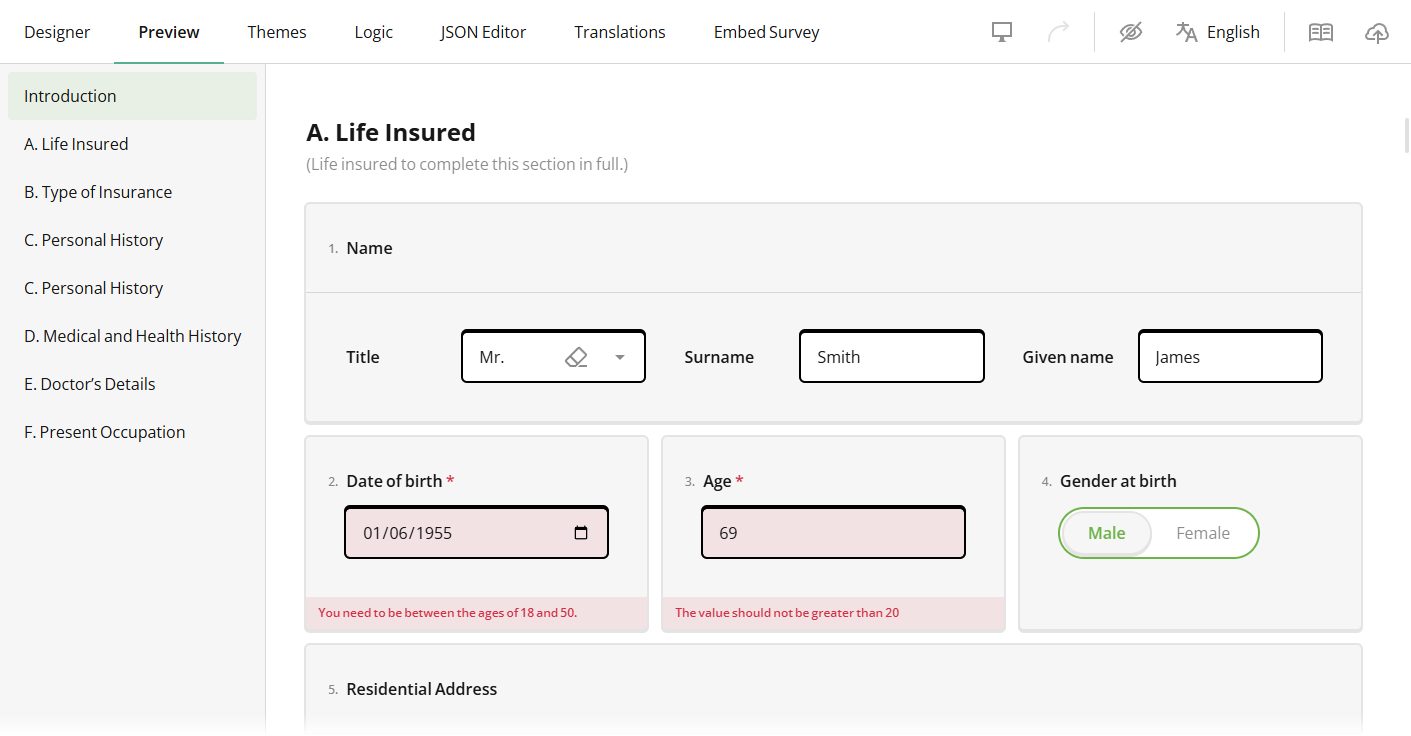 Designer Preview Themes Logic JSON Editor Translations Embed Survey English
Introduction
A. Life Insured
B. Type of Insurance
C. Personal History
C. Personal History
D. Medical and Health History
E. Doctor’s Details
F. Present Occupation
A. Life Insured
(Life insured to complete this section in full.)
1. Name
Title Mr. Surname Smith Given name James
2. Date of birth * 3. Age * 4. Gender at birth
01/06/1955 69 Male Female
You need to be between the ages of 18 and 50. The value should not be greater than 20
5. Residential Address